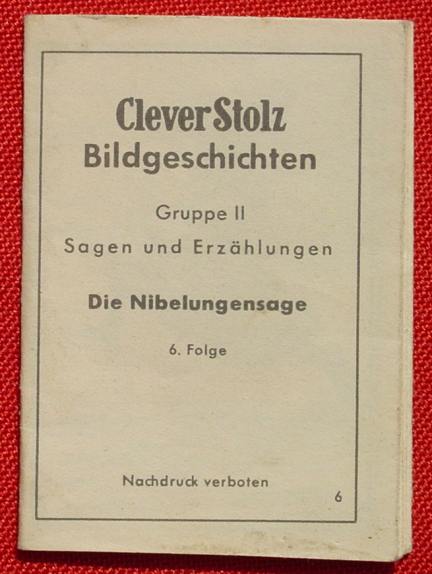 Clever Stolz
Bildgeschichten
Gruppe II
Sagen und Erzählungen
Die Nibelungensage
6. Folge
Nachdruck verboten
6